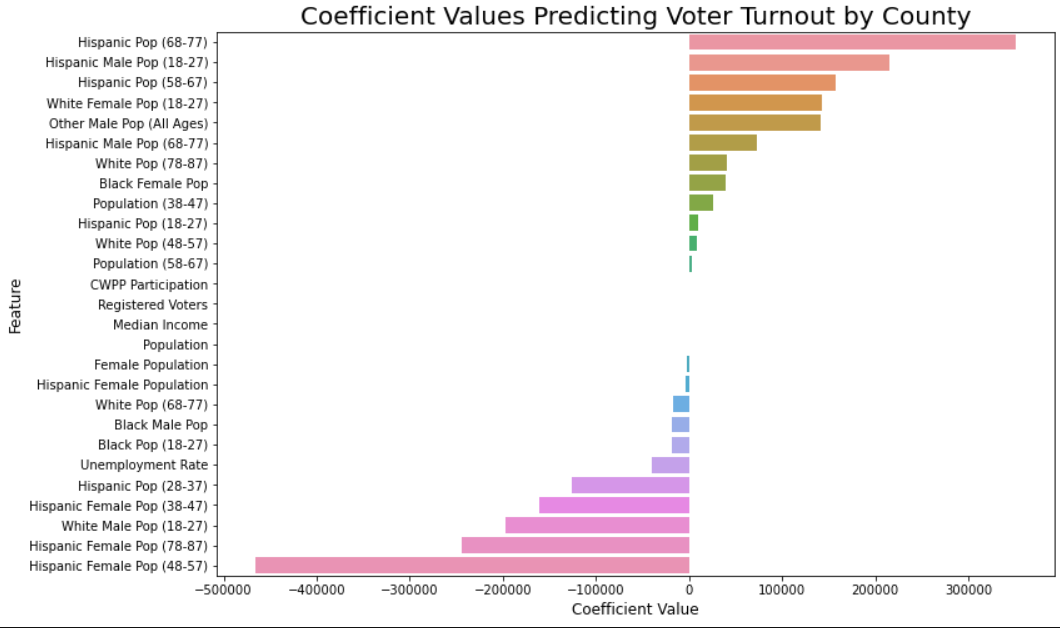 Coefficient Values Predicting Voter Turnout by County
Hispanic Pop (68-77)
Hispanic Male Pop (18-27)
Hispanic Pop (58-67)
White Female Pop (18-27)
Other Male Pop (All Ages)
Hispanic Male Pop (68-77)
White Pop (78-87)
Black Female Pop
Population (38-47)
Hispanic Pop (18-27)
White Pop (48-57)
Population (58-67)
CWPP Participation
Registered Voters
Median Income
Population
Female Population
Hispanic Female Population
White Pop (68-77)
Black Male Pop
Black Pop (18-27)
Unemployment Rate
Hispanic Pop (28-37)
Hispanic Female Pop (38-47)
White Male Pop (18-27)
Hispanic Female Pop (78-87)
Hispanic Female Pop (48-57)
Feature
−500000 −400000 −300000 −200000 −100000 0 100000 200000 300000
Coefficient Value